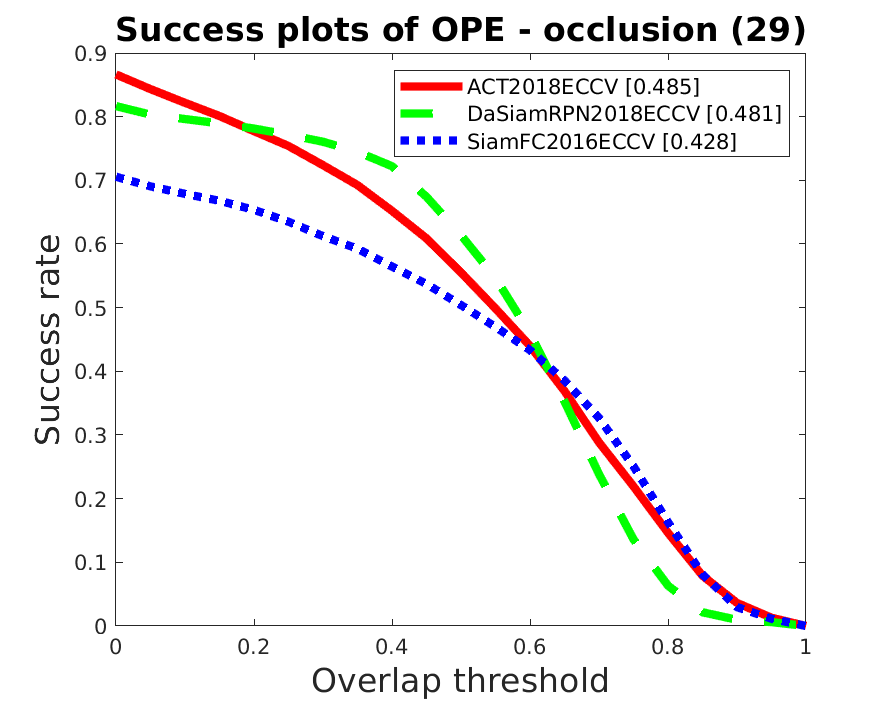 Success plots of OPE - occlusion (29)
0.9
0.8
0.7
0.6
0.5
0.4
0.3
0.2
0.1
0
Success rate
ACT2018ECCV [0.485]
DaSiamRPN2018ECCV [0.481]
SiamFC2016ECCV [0.428]
0 0.2 0.4 0.6 0.8 1
Overlap threshold